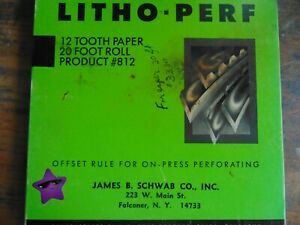 LITHO-PERF
12 TOOTH PAPER
20 FOOT ROLL
PRODUCT #812
OFFSET RULE FOR ON-PRESS PERFORATING
JAMES B. SCHWAB CO., INC.
223 W. Main St.
Falconer, N. Y. 14733